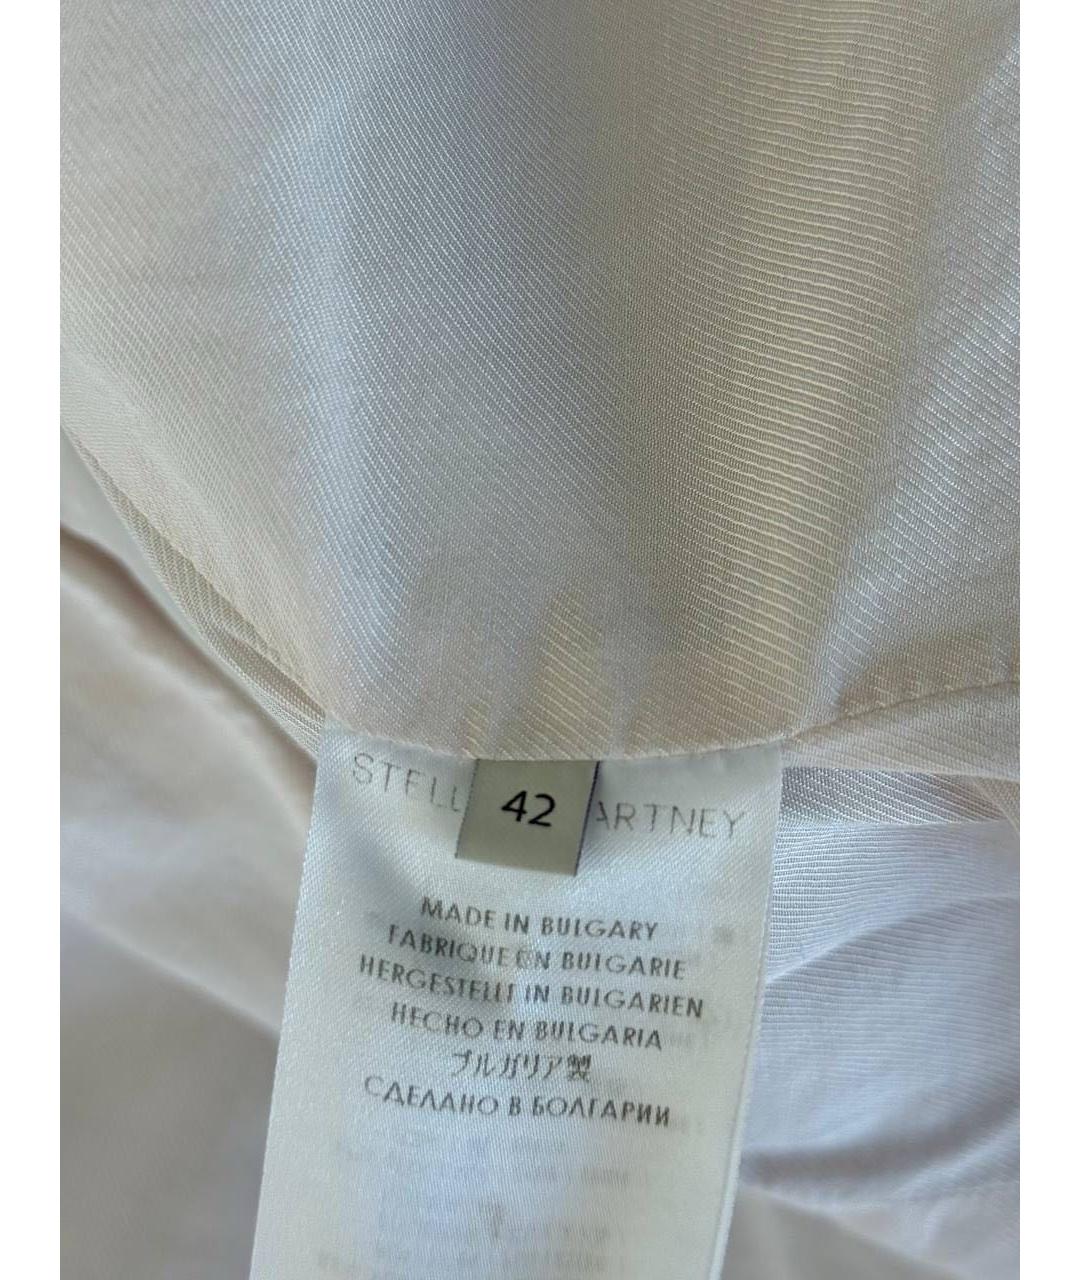 STELL 42 ARTNEY
MADE IN BULGARY
FABRIQUE EN BULGARIE
HERGESTELLT IN BULGARIEN
HECHO EN BULGARIA
ブルガリア製
СДЕЛАНО В БОЛГАРИИ